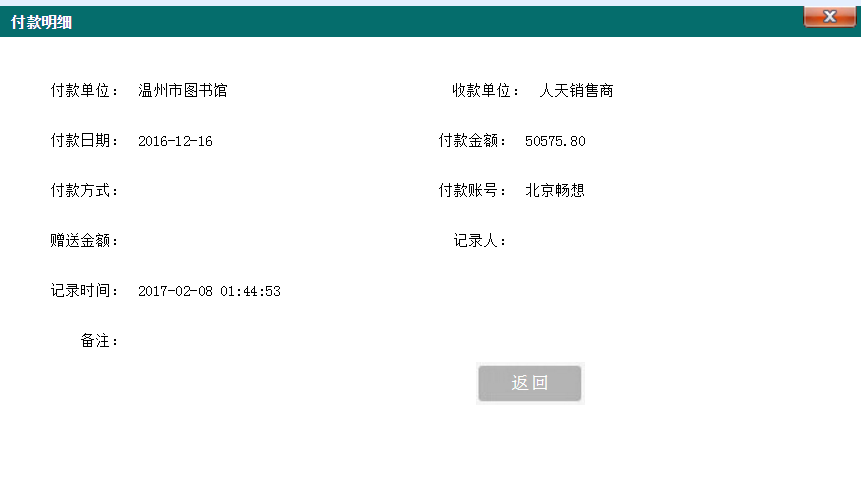 付款明细
付款单位： 温州市图书馆 收款单位： 人天销售商
付款日期： 2016-12-16 付款金额： 50575.80
付款方式： 付款账号： 北京畅想
赠送金额： 记录人：
记录时间： 2017-02-08 01:44:53
备注：
返回